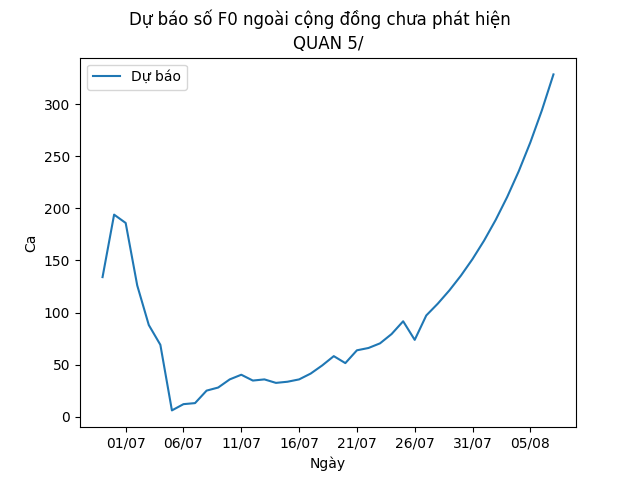 Dự báo số F0 ngoài cộng đồng chưa phát hiện
QUAN 5/
Dự báo
300
250
200
150
100
50
0
Ca
01/07 06/07 11/07 16/07 21/07 26/07 31/07 05/08
Ngày